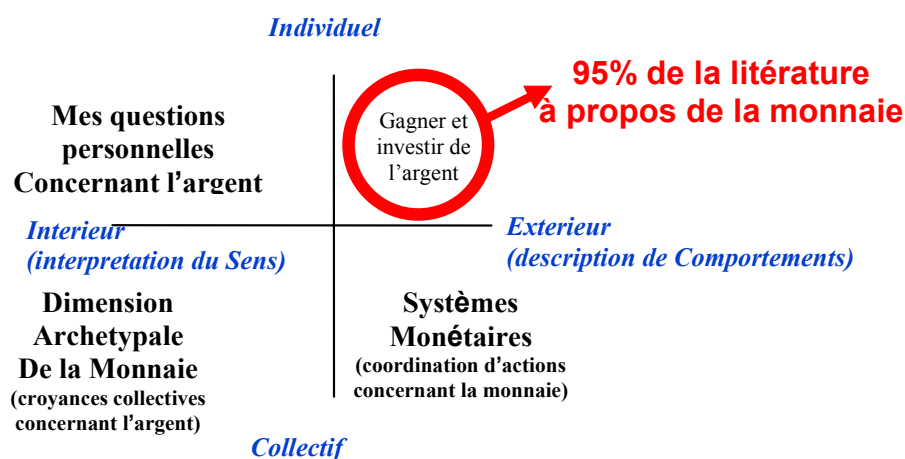 Individuel
95% de la litérature
à propos de la monnaie
Mes questions
personnelles
Concernant l'argent
Gagner et
investir de
l'argent
Interieur
(interpretation du Sens)
Exterieur
(description de Comportements)
Dimension
Archetypale
De la Monnaie
(croyances collectives
concernant l'argent)
Systèmes
Monétaires
(coordination d'actions
concernant la monnaie)
Collectif